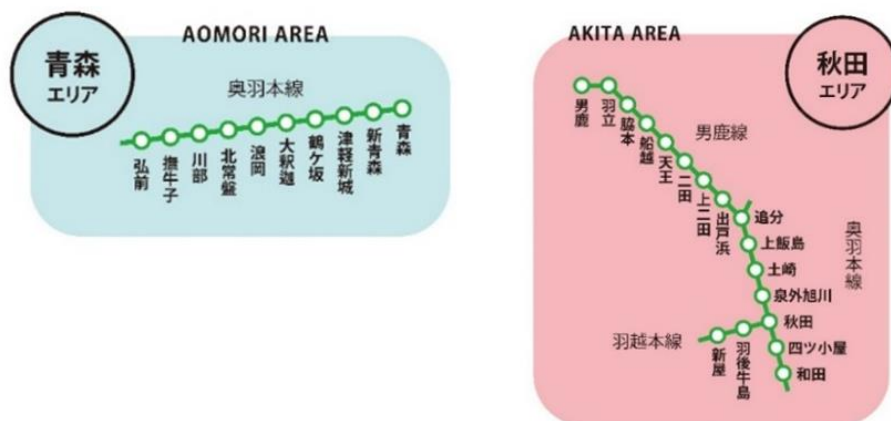 青森
エリア
AOMORI AREA
奥羽本線
弘前
撫牛子
川部
北常盤
浪岡
大釈迦
鶴ケ坂
津軽新城
新青森
青森
AKITA AREA
秋田
エリア
男鹿
羽立
脇本
船越
天王
二田
上二田
出戸浜
男鹿線
追分
上飯島
土崎
泉外旭川
秋田
四ツ小屋
和田
奥羽本線
羽越本線
新屋
羽後牛島